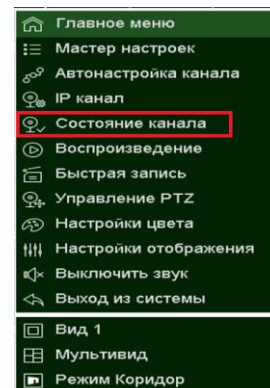 Главное меню
Мастер настроек
Автонастройка канала
IP канал
Состояние канала
Воспроизведение
Быстрая запись
Управление PTZ
Настройки цвета
Настройки отображения
Выключить звук
Выход из системы
Вид 1
Мультивид
Режим Коридор